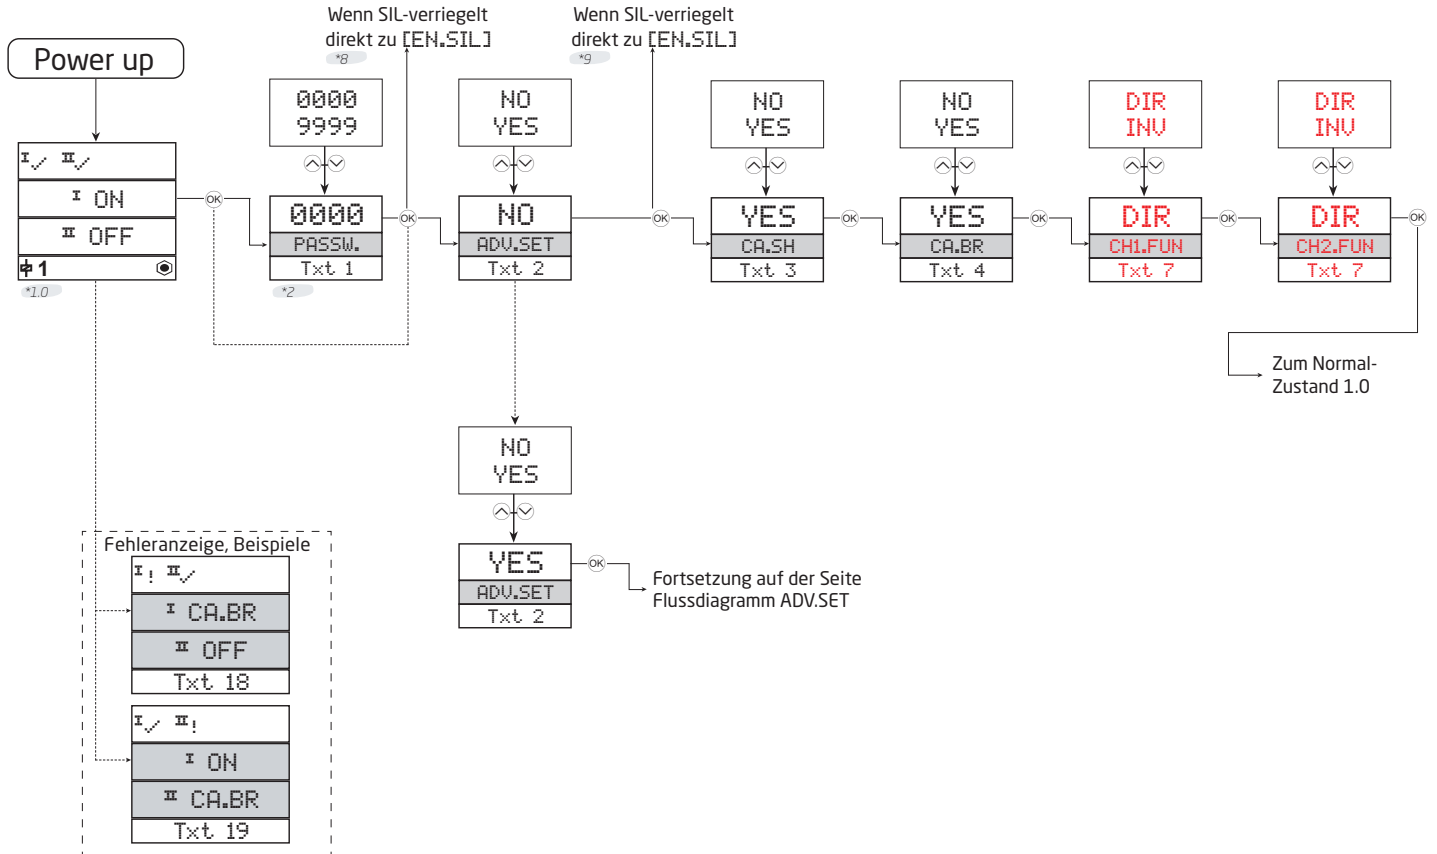 Wenn SIL-verriegelt
direkt zu [EN.SIL]
*8
Wenn SIL-verriegelt
direkt zu [EN.SIL]
*9
Power up
I II
I ON
II OFF
1
*1.0
OK
0000
9999
0000
PASSW.
Txt 1
*2
OK
NO
YES
NO
ADV.SET
Txt 2
OK
NO
YES
YES
CA.SH
Txt 3
OK
NO
YES
YES
CA.BR
Txt 4
OK
DIR
INV
DIR
CH1.FUN
Txt 7
OK
DIR
INV
DIR
CH2.FUN
Txt 7
OK
Zum Normal-
Zustand 1.0
NO
YES
YES
ADV.SET
Txt 2
OK
Fortsetzung auf der Seite
Flussdiagramm ADV.SET
Fehleranzeige, Beispiele
I! II
I CA.BR
II OFF
Txt 18
I II!
I ON
II CA.BR
Txt 19